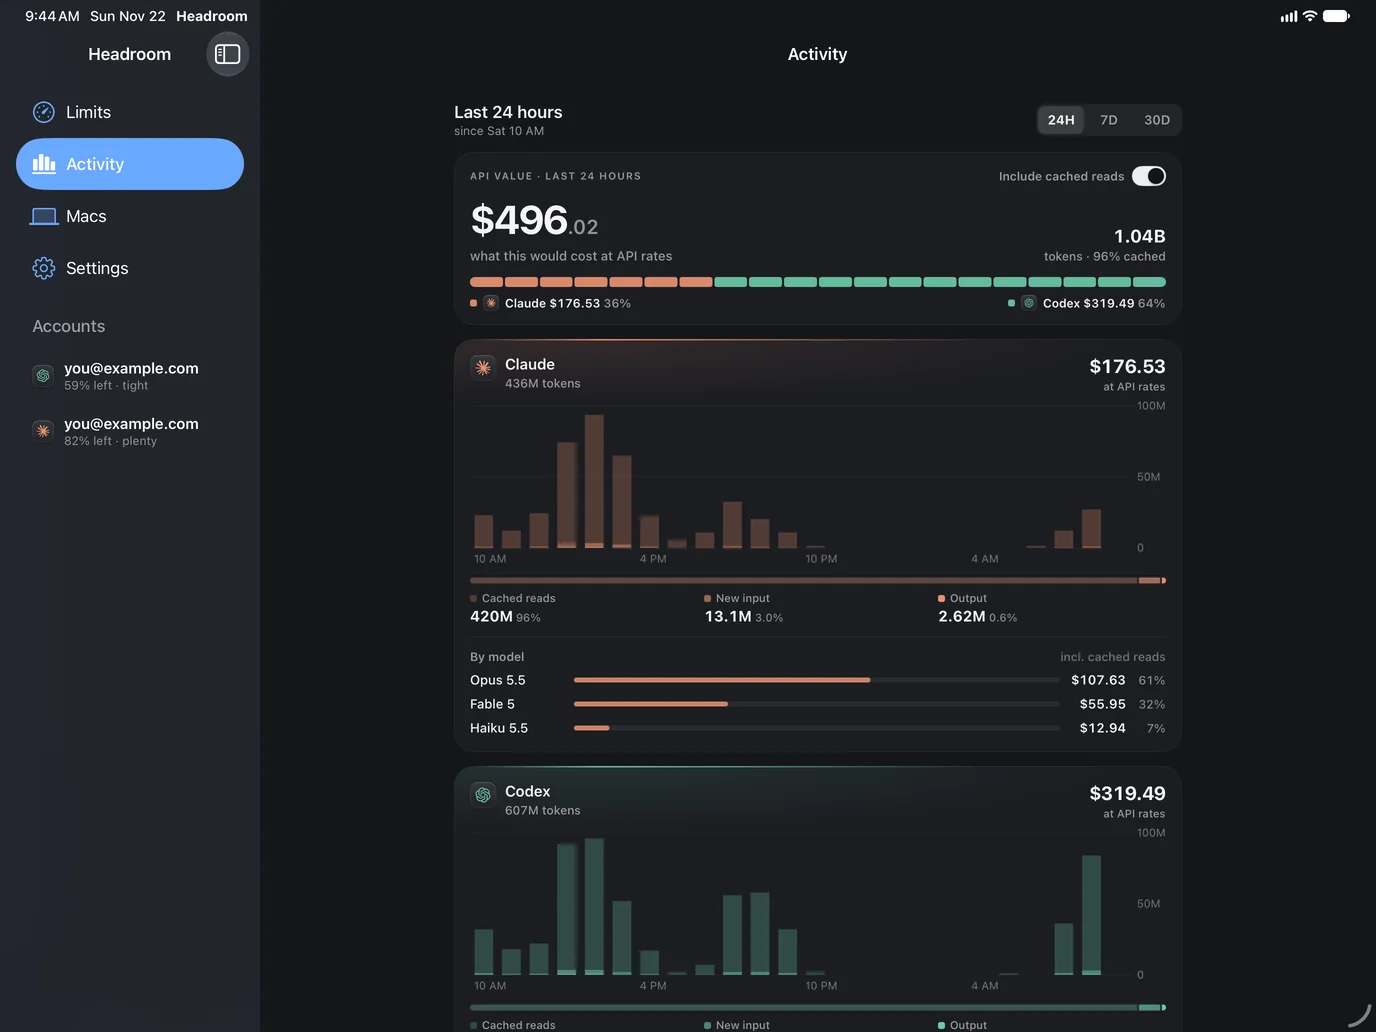 9:44 AM Sun Nov 22 Headroom
Headroom
Limits
Activity
Macs
Settings
Accounts
you@example.com
59% left · tight
you@example.com
82% left · plenty
Activity
Last 24 hours
since Sat 10 AM
24H 7D 30D
API VALUE · LAST 24 HOURS
Include cached reads
$496.02
what this would cost at API rates
1.04B
tokens · 96% cached
Claude $176.53 36%
Codex $319.49 64%
Claude
436M tokens
$176.53
at API rates
100M
50M
0
10 AM 4 PM 10 PM 4 AM
Cached reads
420M 96%
New input
13.1M 3.0%
Output
2.62M 0.6%
By model
incl. cached reads
Opus 5.5 $107.63 61%
Fable 5 $55.95 32%
Haiku 5.5 $12.94 7%
Codex
607M tokens
$319.49
at API rates
100M
50M
0
10 AM 4 PM 10 PM 4 AM
Cached reads
New input
Output